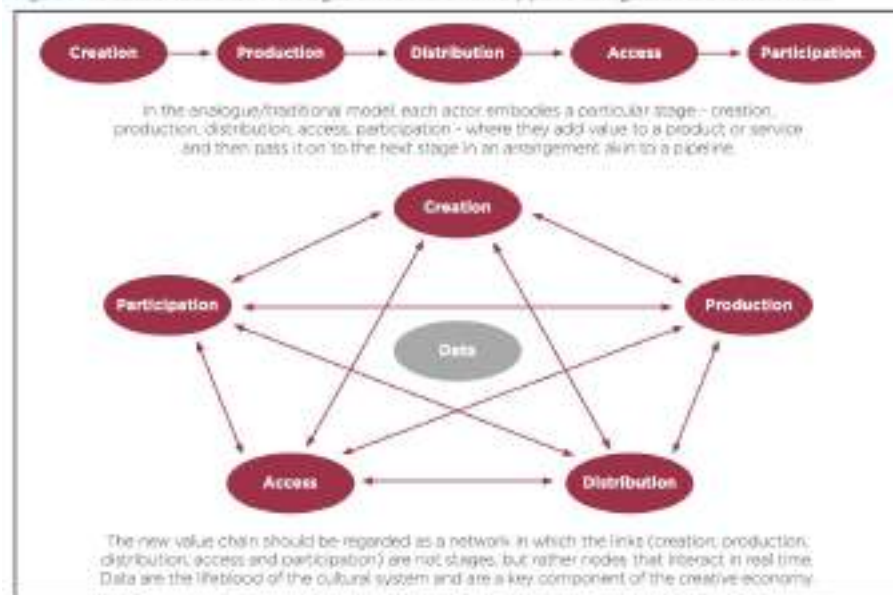 Creation
Production
Distribution
Access
Participation
In the analogue/traditional model, each actor embodies a particular stage - creation,
production, distribution, access, participation - where they add value to a product or service
and then pass it on to the next stage in an arrangement akin to a pipeline.
Creation
Participation
Production
Data
Access
Distribution
The new value chain should be regarded as a network in which the links (creation, production,
distribution, access and participation) are not stages, but rather nodes that interact in real time.
Data are the lifeblood of the cultural system and are a key component of the creative economy.